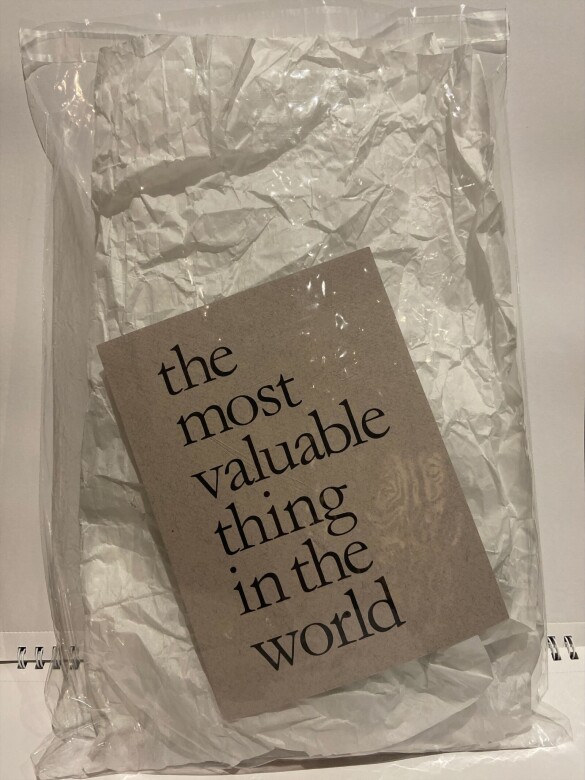 the
most
valuable
thing
in the
world